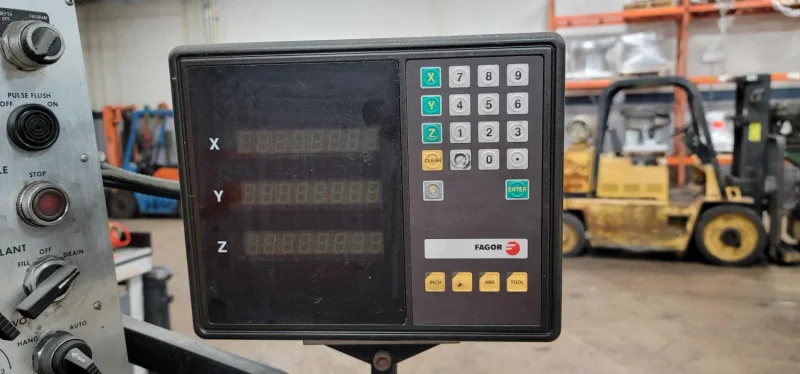 PROGRAM
PULSE FLUSH
OFF ON
STOP
OFF
FILL DRAIN
AUTO
HAND
X
Y
Z
X 7 8 9
Y 4 5 6
Z 1 2 3
CLEAR 0
ENTER
FAGOR
INCH ABS TOOL